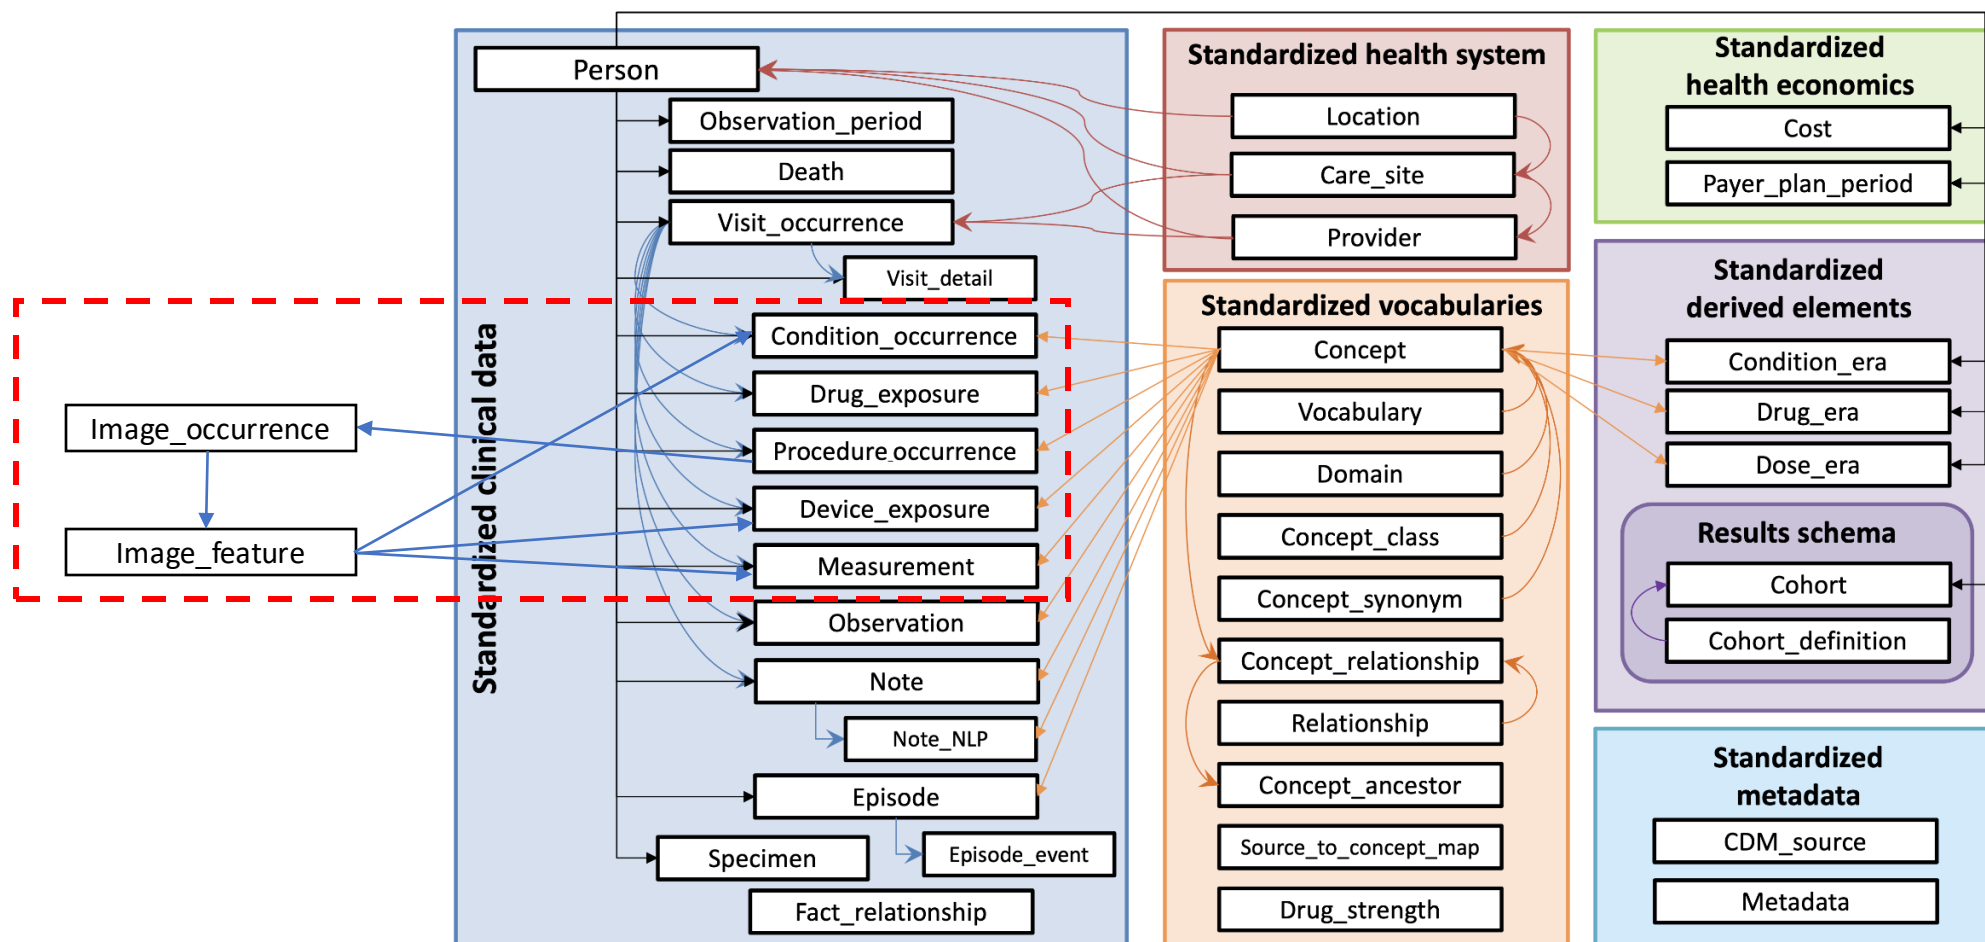 Person
Observation_period
Death
Visit_occurrence
Visit_detail
Standardized clinical data
Condition_occurrence
Drug_exposure
Procedure_occurrence
Device_exposure
Measurement
Observation
Note
Note_NLP
Episode
Episode_event
Specimen
Fact_relationship
Image_occurrence
Image_feature
Standardized health system
Location
Care_site
Provider
Standardized vocabularies
Concept
Vocabulary
Domain
Concept_class
Concept_synonym
Concept_relationship
Relationship
Concept_ancestor
Source_to_concept_map
Drug_strength
Standardized
health economics
Cost
Payer_plan_period
Standardized
derived elements
Condition_era
Drug_era
Dose_era
Results schema
Cohort
Cohort_definition
Standardized
metadata
CDM_source
Metadata